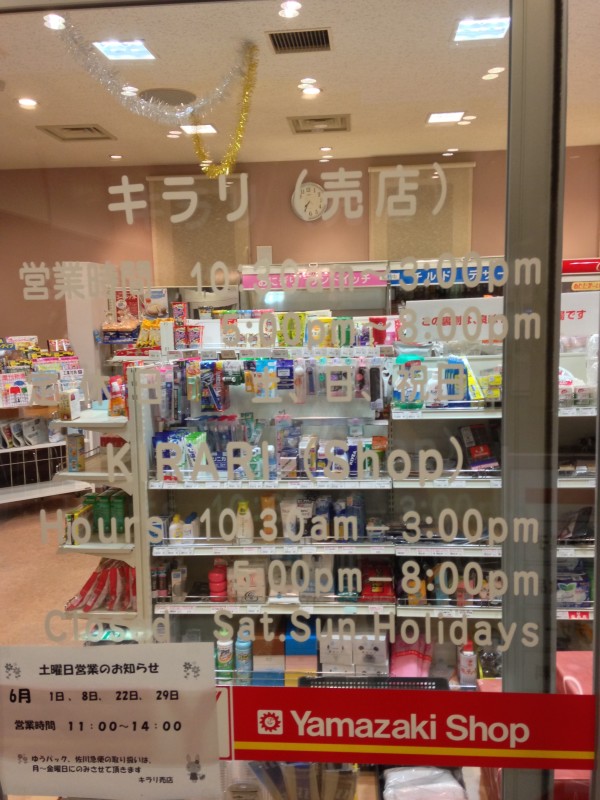 キラリ（売店）
営業時間 10:30am－3:00pm
5:00pm－8:00pm
土日祝日
KIRARI (Shop)
Hours 10:30am－3:00pm
5:00pm－8:00pm
Closed Sat.Sun.Holidays
土曜日営業のお知らせ
6月 1日、8日、22日、29日
営業時間 11:00〜14:00
ゆうパック、佐川急便の取り扱いは、
月〜金曜日にのみさせて頂きます
キラリ売店
Yamazaki Shop